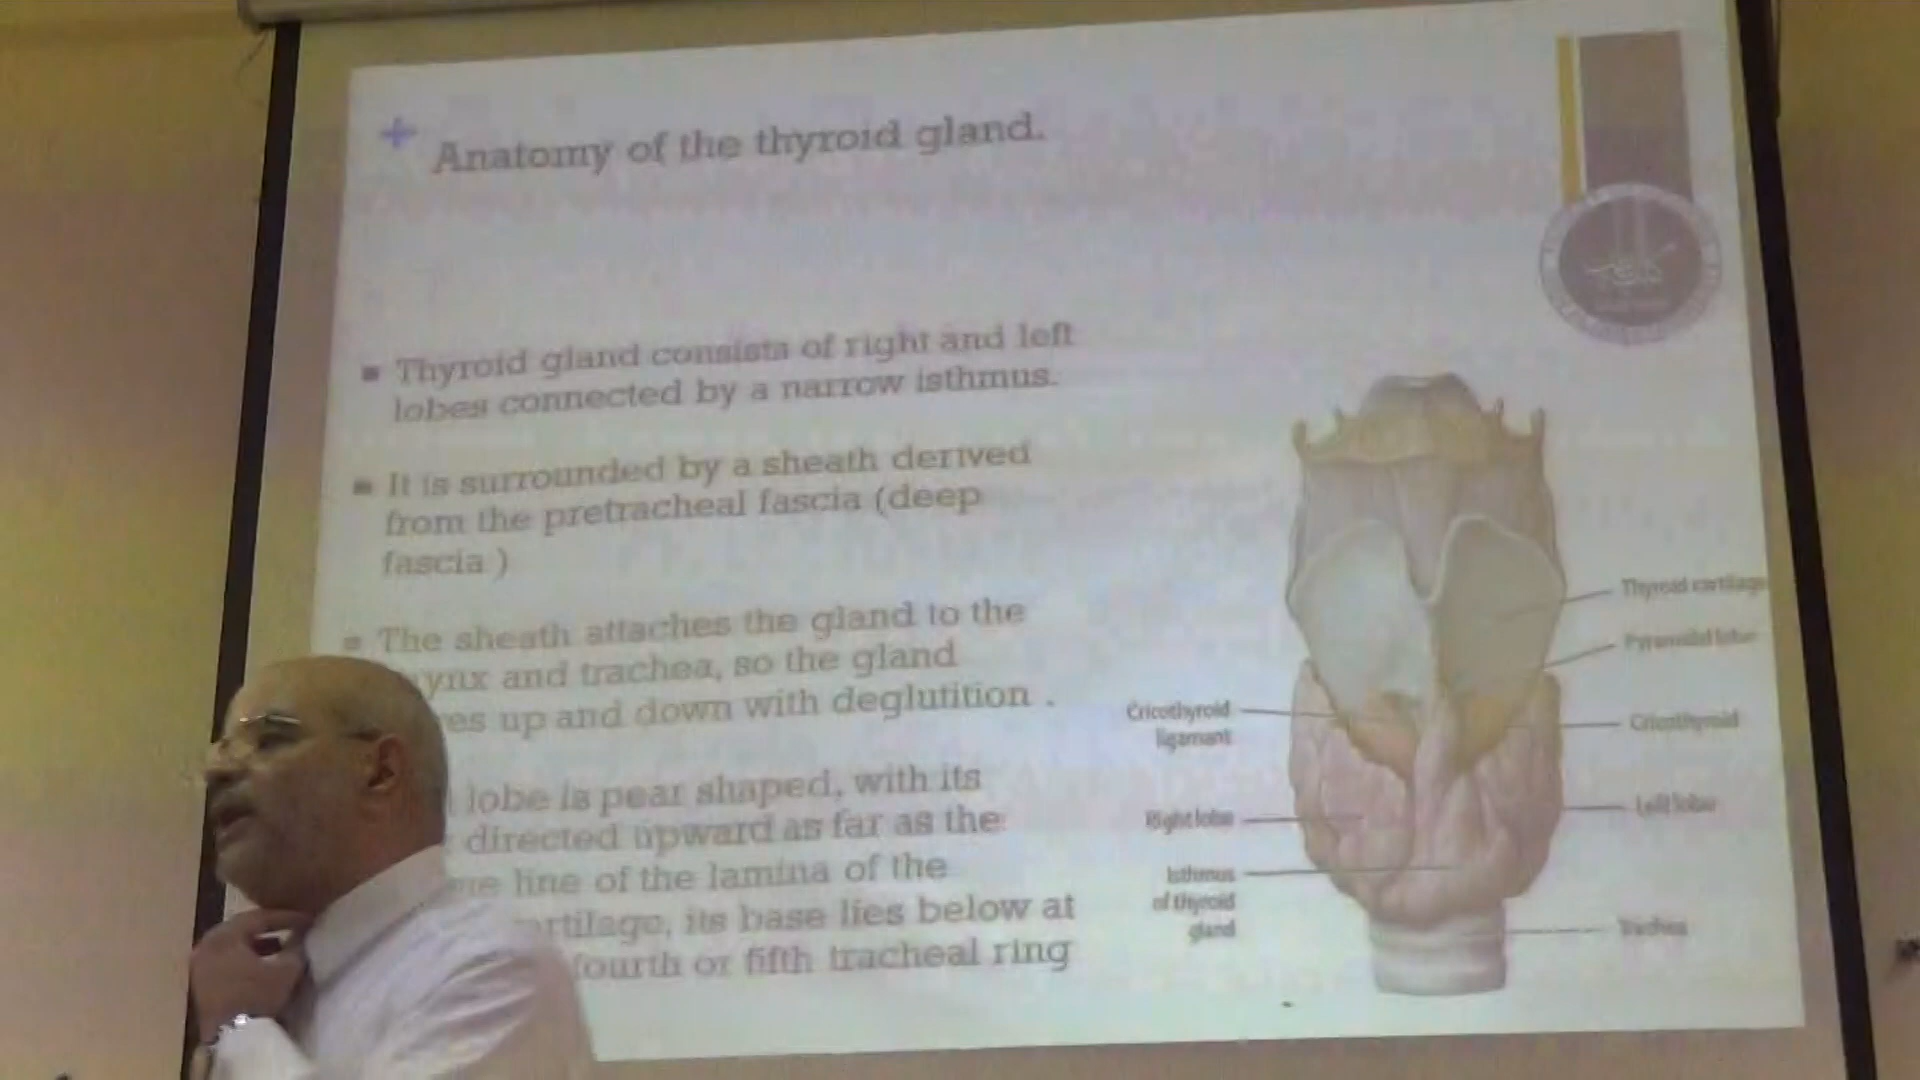 + Anatomy of the thyroid gland.
▪ Thyroid gland consists of right and left
lobes connected by a narrow isthmus.
▪ It is surrounded by a sheath derived
from the pretracheal fascia (deep
fascia )
▪ The sheath attaches the gland to the
ynx and trachea, so the gland
es up and down with deglutition .
lobe is pear shaped, with its
directed upward as far as the
line of the lamina of the
rtilage, its base lies below at
fourth or fifth tracheal ring
Thyroid cartilage
Pyramidal lobe
Cricothyroid
ligament
Cricothyroid
Right lobe
Left lobe
Isthmus
of thyroid
gland
Trachea